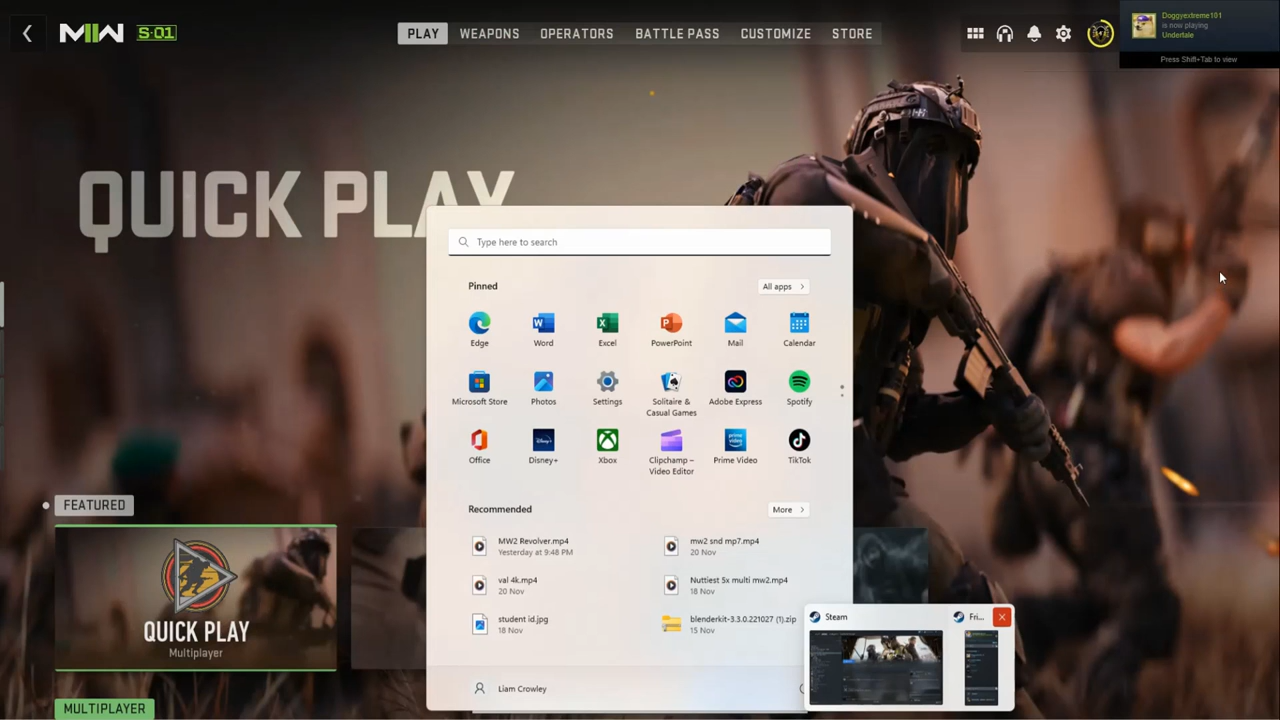 MW S-01
PLAY WEAPONS OPERATORS BATTLE PASS CUSTOMIZE STORE
Doggyextreme101
is now playing
Undertale
Press Shift+Tab to view
QUICK PLAY
Type here to search
Pinned All apps
Edge Word Excel PowerPoint Mail Calendar
Microsoft Store Photos Settings Solitaire & Adobe Express Spotify
Casual Games
Office Disney+ Xbox Clipchamp – Prime Video TikTok
Video Editor
Recommended More
MW2 Revolver.mp4
Yesterday at 9:48 PM
mw2 snd mp7.mp4
20 Nov
val 4k.mp4
20 Nov
Nuttiest 5x multi mw2.mp4
18 Nov
student id.jpg
18 Nov
blenderkit-3.3.0.221027 (1).zip
15 Nov
Liam Crowley
Steam Fri...
FEATURED
QUICK PLAY
Multiplayer
MULTIPLAYER